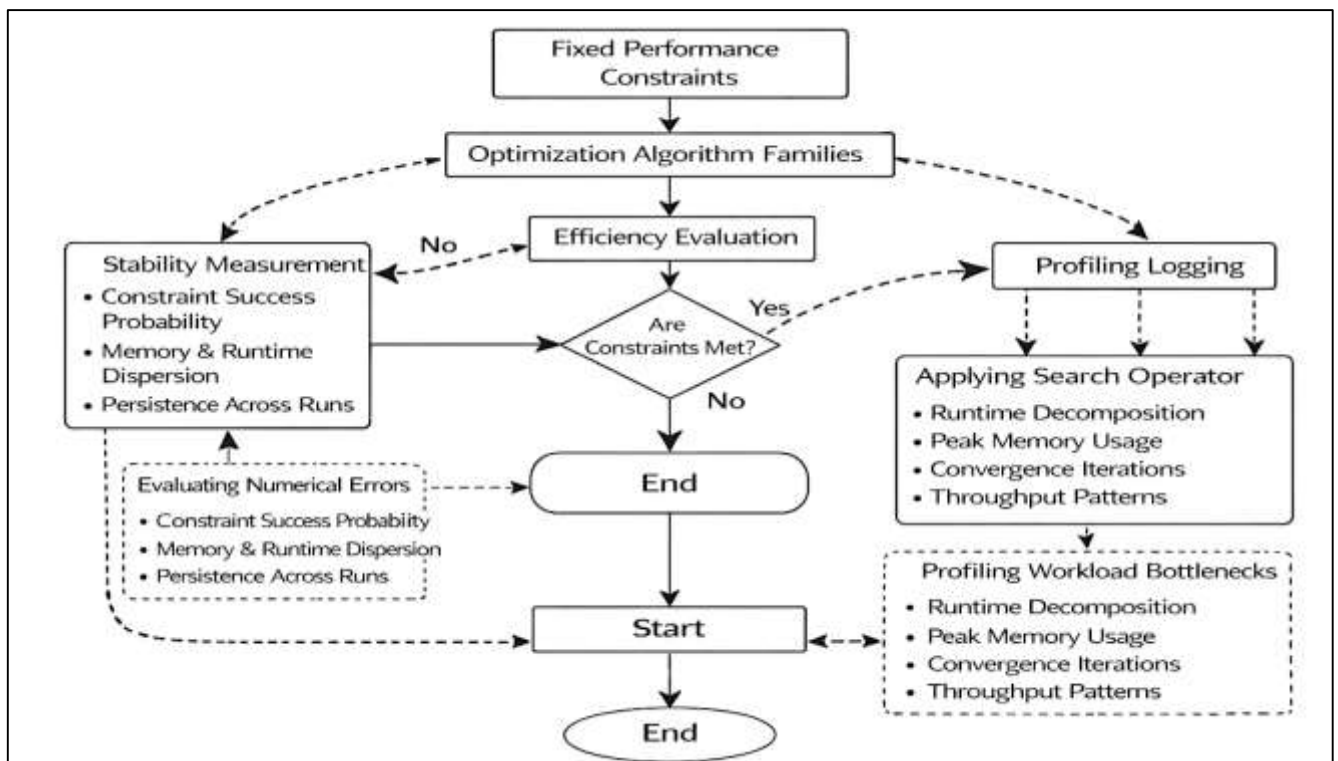 Fixed Performance
Constraints
Optimization Algorithm Families
Efficiency Evaluation
No
Stability Measurement
• Constraint Success
Probability
• Memory & Runtime
Dispersion
• Persistence Across Runs
Are
Constraints Met?
Yes
No
Profiling Logging
Applying Search Operator
• Runtime Decomposition
• Peak Memory Usage
• Convergence Iterations
• Throughput Patterns
Evaluating Numerical Errors
• Constraint Success Probability
• Memory & Runtime Dispersion
• Persistence Across Runs
End
Profiling Workload Bottlenecks
• Runtime Decomposition
• Peak Memory Usage
• Convergence Iterations
• Throughput Patterns
Start
End